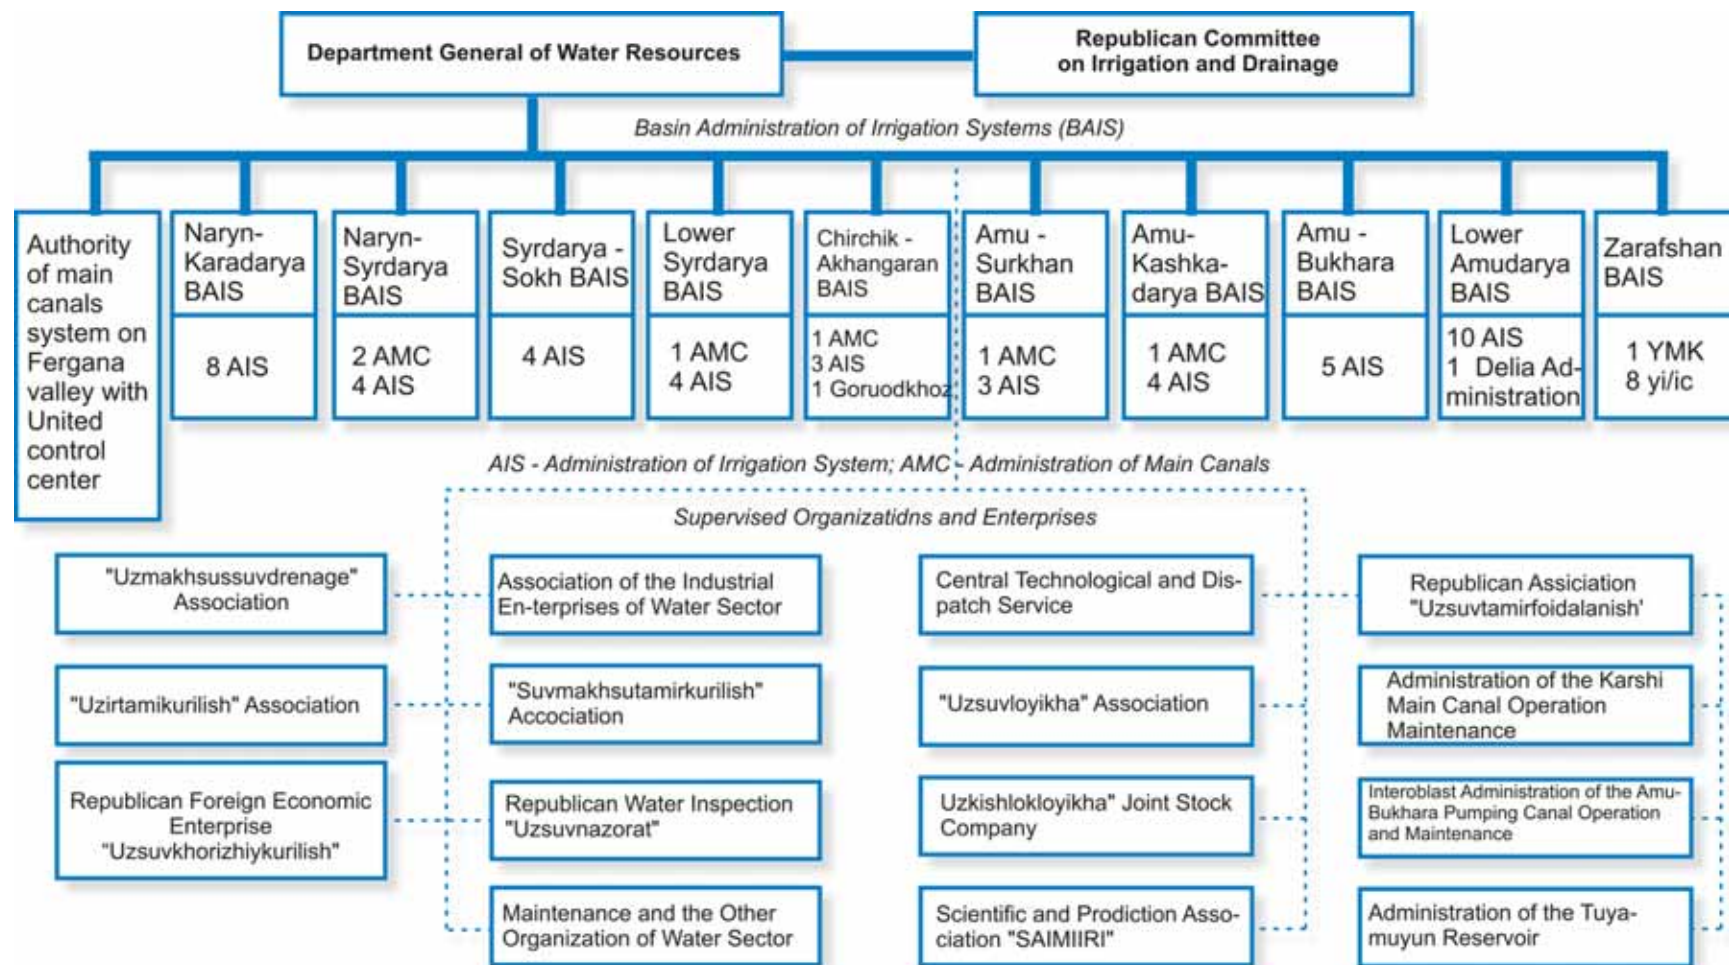 Department General of Water Resources
Republican Committee
on Irrigation and Drainage
Basin Administration of Irrigation Systems (BAIS)
Authority
of main
canals
system on
Fergana
valley with
United
control
center
Naryn-
Karadarya
BAIS
8 AIS
Naryn-
Syrdarya
BAIS
2 AMC
4 AIS
Syrdarya -
Sokh BAIS
4 AIS
Lower
Syrdarya
BAIS
1 AMC
4 AIS
Chirchik -
Akhangaran
BAIS
1 AMC
3 AIS
1 Goruodkhoz
Amu -
Surkhan
BAIS
1 AMC
3 AIS
Amu-
Kashka-
darya BAIS
1 AMC
4 AIS
Amu -
Bukhara
BAIS
5 AIS
Lower
Amudarya
BAIS
10 AIS
1 Delia Ad-
ministration
Zarafshan
BAIS
1 YMK
8 yi/ic
AIS - Administration of Irrigation System; AMC - Administration of Main Canals
Supervised Organizatidns and Enterprises
"Uzmakhsussuvdrenage"
Association
Association of the Industrial
En-terprises of Water Sector
Central Technological and Dis-
patch Service
Republican Assiciation
"Uzsuvtamirfoidalanish'
"Uzirtamikurilish" Association
"Suvmakhsutamirkurilish"
Accociation
"Uzsuvloyikha" Association
Administration of the Karshi
Main Canal Operation
Maintenance
Republican Foreign Economic
Enterprise
"Uzsuvkhorizhiykurilish"
Republican Water Inspection
"Uzsuvnazorat"
Uzkishlokloyikha" Joint Stock
Company
Interoblast Administration of the Amu-
Bukhara Pumping Canal Operation
and Maintenance
Maintenance and the Other
Organization of Water Sector
Scientific and Prodiction Asso-
ciation "SAIMIIRI"
Administration of the Tuya-
muyun Reservoir